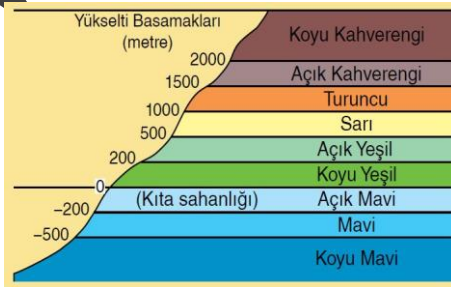 Yükselti Basamakları
(metre)
Koyu Kahverengi
2000
Açık Kahverengi
1500
Turuncu
1000
Sarı
500
Açık Yeşil
200
Koyu Yeşil
0
(Kıta sahanlığı) Açık Mavi
–200
Mavi
–500
Koyu Mavi